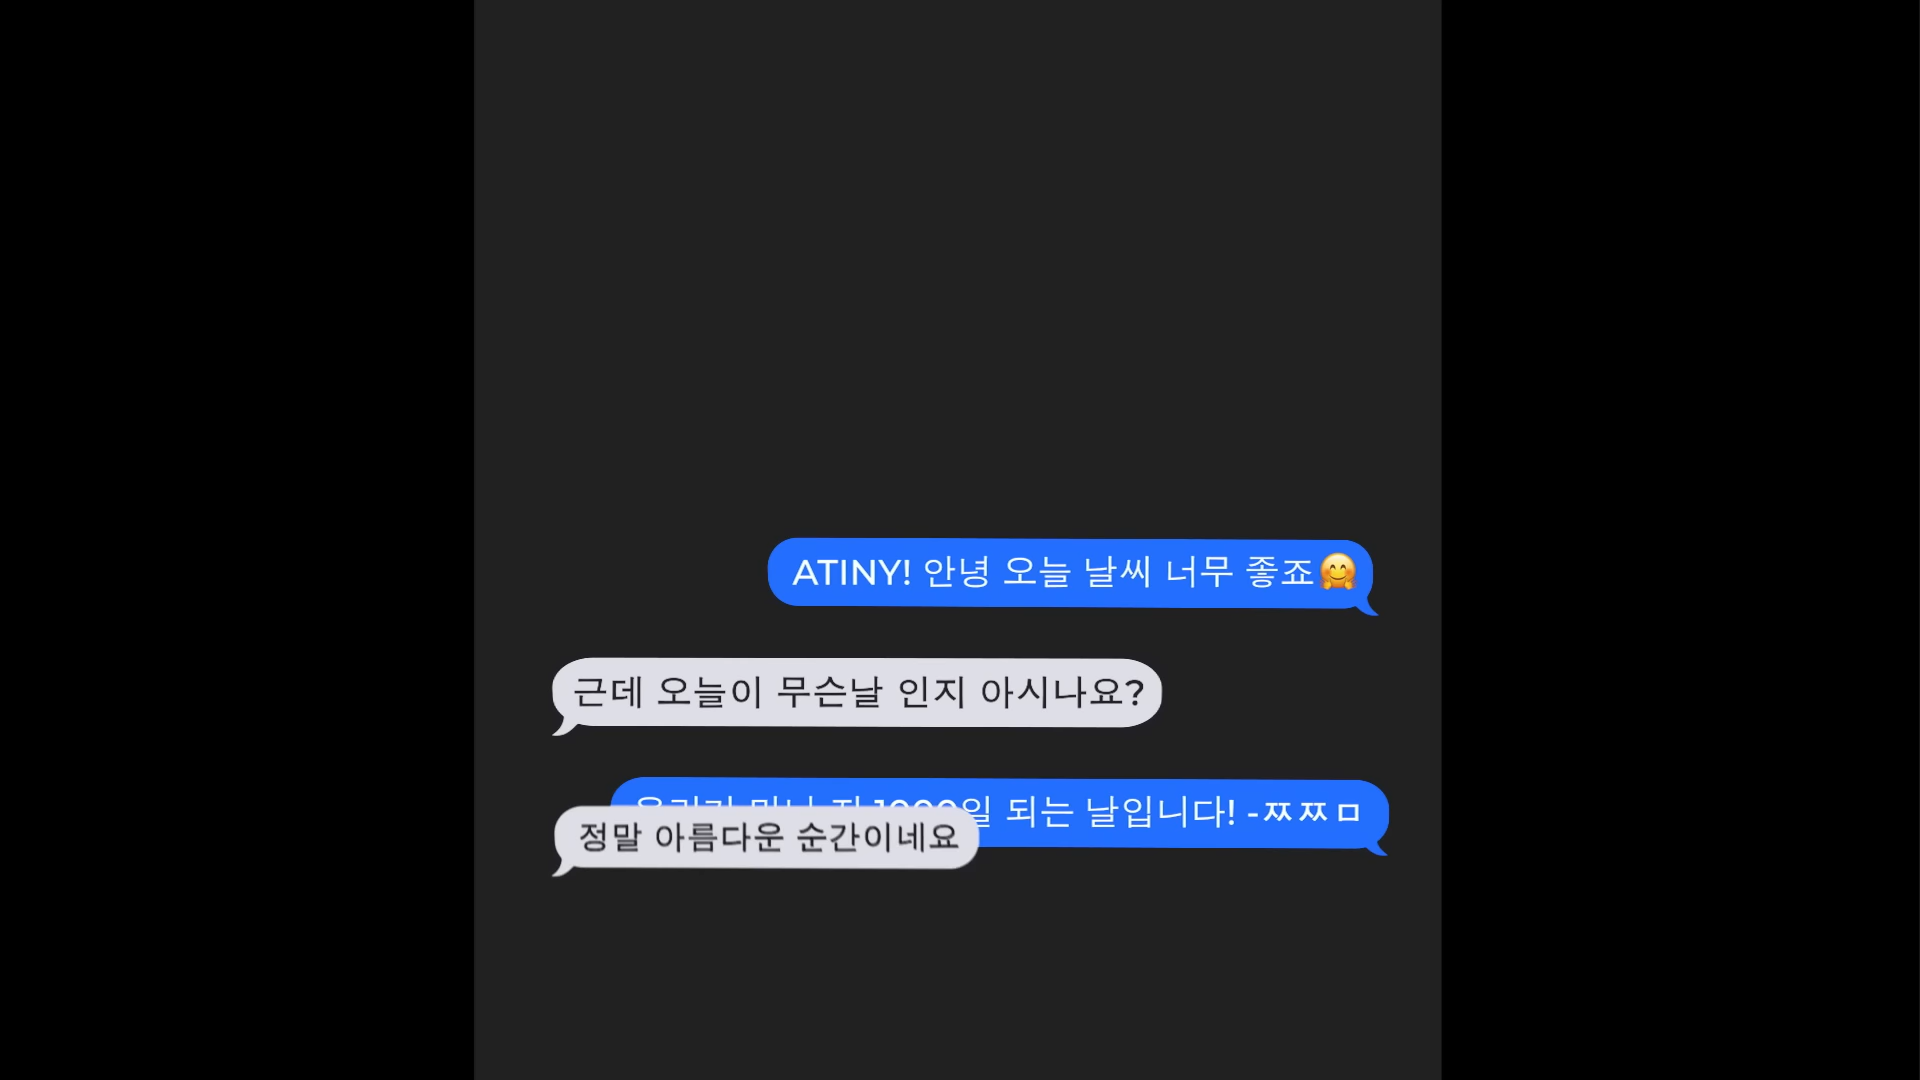 ATINY! 안녕 오늘 날씨 너무 좋죠🤗
근데 오늘이 무슨날 인지 아시나요?
되는 날입니다! -ㅉㅉㅁ
정말 아름다운 순간이네요